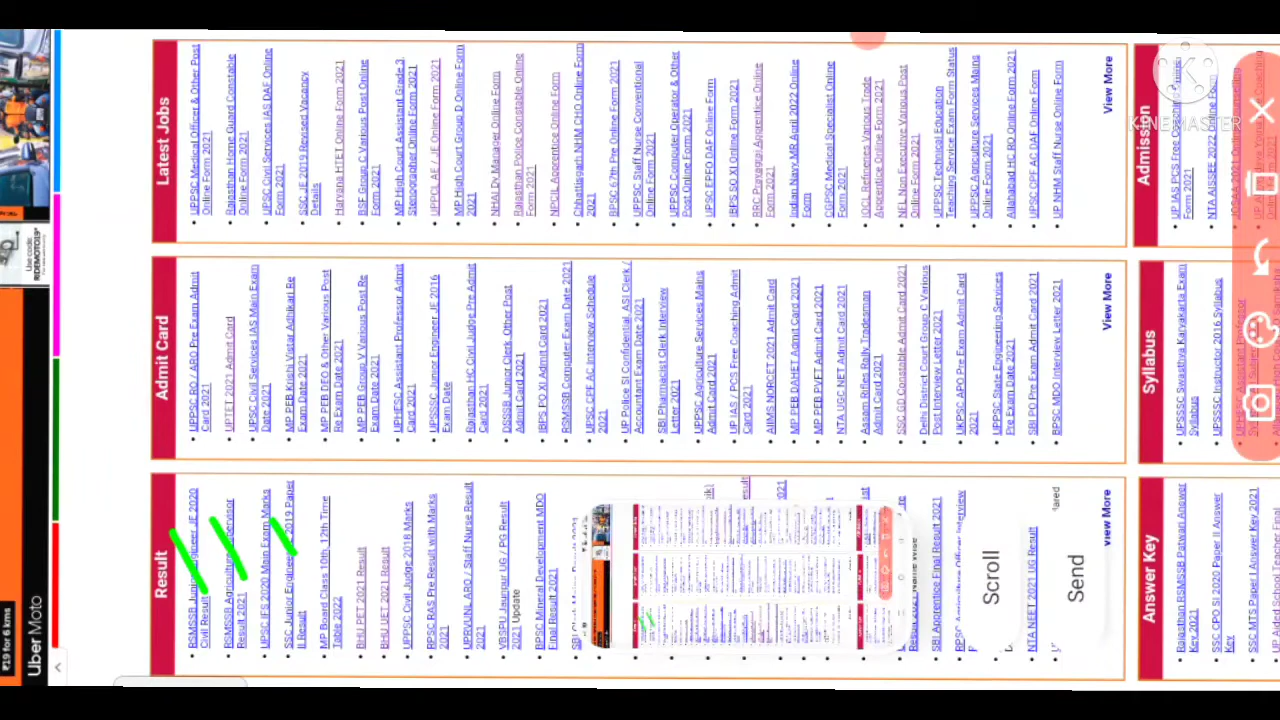 ₹19 for 6 kms
Uber Moto
Use code
RIDEMOTO19*
Result
RSMSSB Junior Engineer JE 2020
Civil Result
RSMSSB Agriculture Supervisor
Result 2021
UPSC IFS 2020 Main Exam Marks
SSC Junior Engineer JE 2019 Paper
II Result
MP Board Class 10th, 12th Time
Table 2022
BHU PET 2021 Result
BHU UET 2021 Result
UPPSC Civil Judge 2018 Marks
BPSC RAS Pre Result with Marks
2021
UPRVUNL ARO / Staff Nurse Result
2021
VBSPU Jaunpur UG / PG Result
2021 Update
BPSC Mineral Development MDO
Final Result 2021
SBI Apprentice Final Result 2021
NTA NEET 2021 UG Result
View More
Admit Card
UPPSC RO / ARO Pre Exam Admit
Card 2021
UPTET 2021 Admit Card
UPSC Civil Services IAS Main Exam
Date 2021
MP PEB Krishi Vistar Adhikari Re
Exam Date 2021
MP PEB DEO & Other Various Post
Re Exam Date 2021
MP PEB Group V Various Post Re
Exam Date 2021
UPHESC Assistant Professor Admit
Card 2021
UPSSSC Junior Engineer JE 2016
Exam Date
Rajasthan HC Civil Judge Pre Admit
Card 2021
DSSSB Junior Clerk Other Post
Admit Card 2021
IBPS PO XI Admit Card 2021
RSMSSB Computer Exam Date 2021
UPSC CPF AC Interview Schedule
2021
UP Police SI Confidential, ASI Clerk /
Accountant Exam Date 2021
SBI Pharmacist Clerk Interview
Letter 2021
UPPSC Agriculture Services Mains
Admit Card 2021
UP IAS / PCS Free Coaching Admit
Card 2021
AIIMS NORCET 2021 Admit Card
MP PEB DAHET Admit Card 2021
MP PEB PVFT Admit Card 2021
NTA UGC NET Admit Card 2021
Assam Rifles Rally Tradesman
Admit Card 2021
SSC GD Constable Admit Card 2021
Delhi District Court Group C Various
Post Interview Letter 2021
UKPSC APO Pre Exam Admit Card
2021
UPPSC State Engineering Services
Pre Exam Date 2021
SBI PO Pre Exam Admit Card 2021
BPSC MDO Interview Letter 2021
View More
Latest Jobs
UPPSC Medical Officer & Other Post
Online Form 2021
Rajasthan Home Guard Constable
Online Form 2021
UPSC Civil Services IAS DAF Online
Form 2021
SSC JE 2019 Revised Vacancy
Details
Haryana HTET Online Form 2021
BSF Group C Various Post Online
Form 2021
MP High Court Assistant Grade 3
Stenographer Online Form 2021
UPPCL AE / JE Online Form 2021
MP High Court Group D Online Form
2021
NHAI Dy Manager Online Form
Rajasthan Police Constable Online
Form 2021
NPCIL Apprentice Online Form
Chhattisgarh NHM CHO Online Form
2021
BPSC 67th Pre Online Form 2021
UPPSC Staff Nurse Conventional
Online Form 2021
UPPSC Computer Operator & Other
Post Online Form 2021
UPSC EPFO DAF Online Form
IBPS SO XI Online Form 2021
RRC Prayagraj Apprentice Online
Form 2021
Indian Navy MR April 2022 Online
Form
CGPSC Medical Specialist Online
Form 2021
IOCL Refineries Various Trade
Apprentice Online Form 2021
NFL Non Executive Various Post
Online Form 2021
UPPSC Technical Education
Teaching Service Exam Form Status
UPPSC Agriculture Services Mains
Online Form 2021
Allahabad HC RO Online Form 2021
UPSC CPF AC DAF Online Form
UP NHM Staff Nurse Online Form
View More
Scroll
Send
Answer Key
Rajasthan RSMSSB Patwari Answer
Key 2021
SSC CPO SI 2020 Paper II Answer
Key
SSC MTS Paper I Answer Key 2021
Syllabus
UPSSSC Swasthya Karyakarta Exam
Syllabus
UPSSSC Instructor 2016 Syllabus
Admission
UP IAS PCS Free Coaching Online
Form 2021
NTA AISSEE 2022 Online Form
KINEMASTER